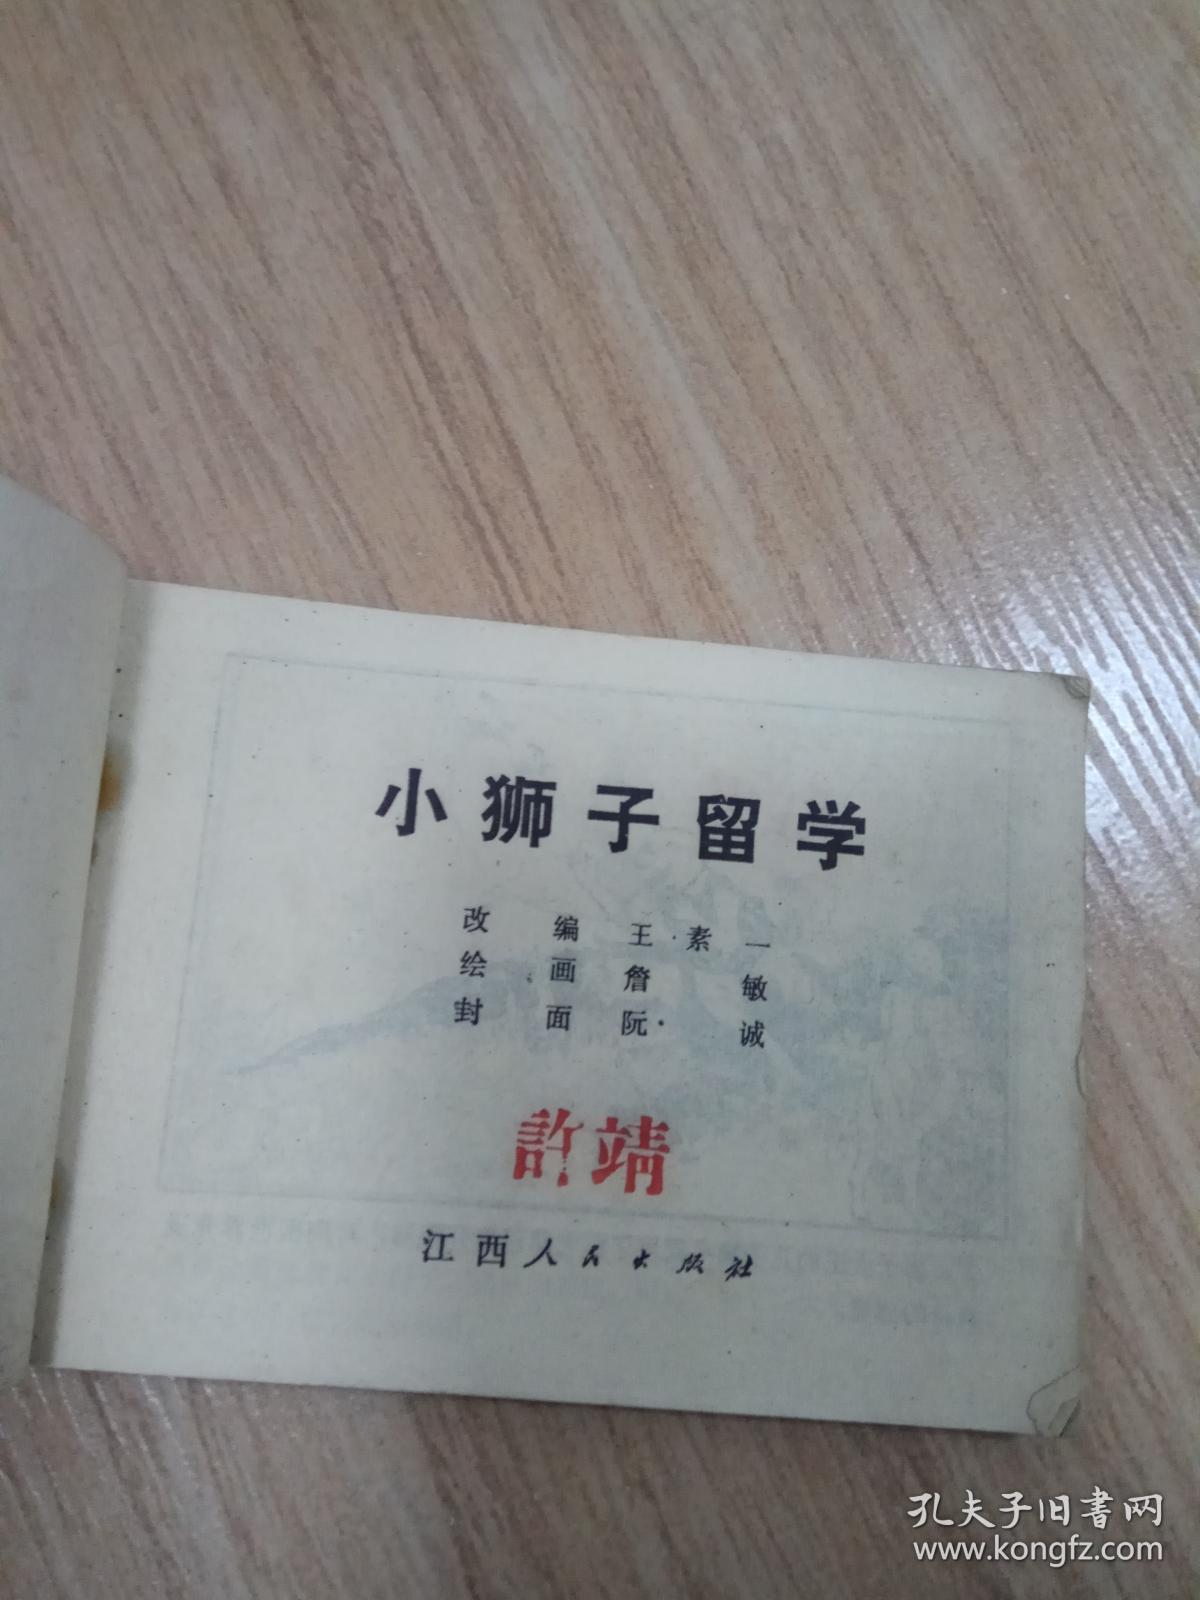 小狮子留学
改编 王素一
绘画 詹敏
封面 阮诚
許靖
江西人民出版社
孔夫子旧书网
www.kongfz.com